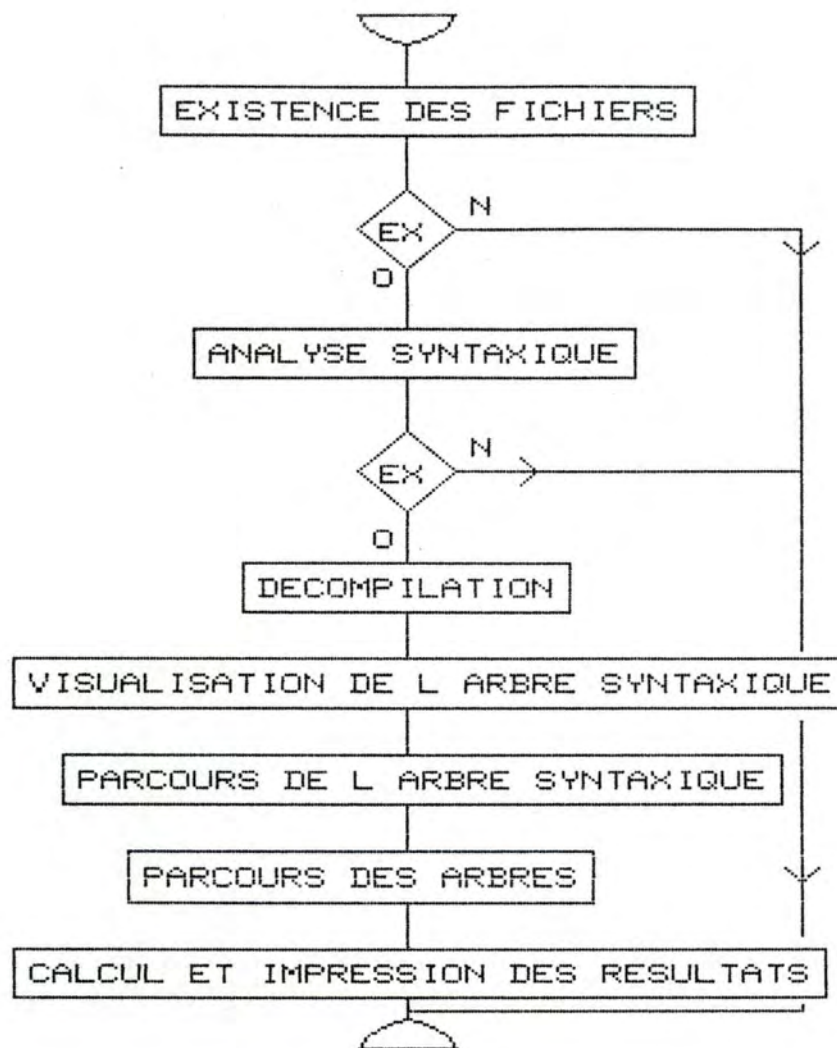 EXISTENCE DES FICHIERS
EX
N
O
ANALYSE SYNTAXIQUE
EX
N
O
DECOMPILATION
VISUALISATION DE L ARBRE SYNTAXIQUE
PARCOURS DE L ARBRE SYNTAXIQUE
PARCOURS DES ARBRES
CALCUL ET IMPRESSION DES RESULTATS